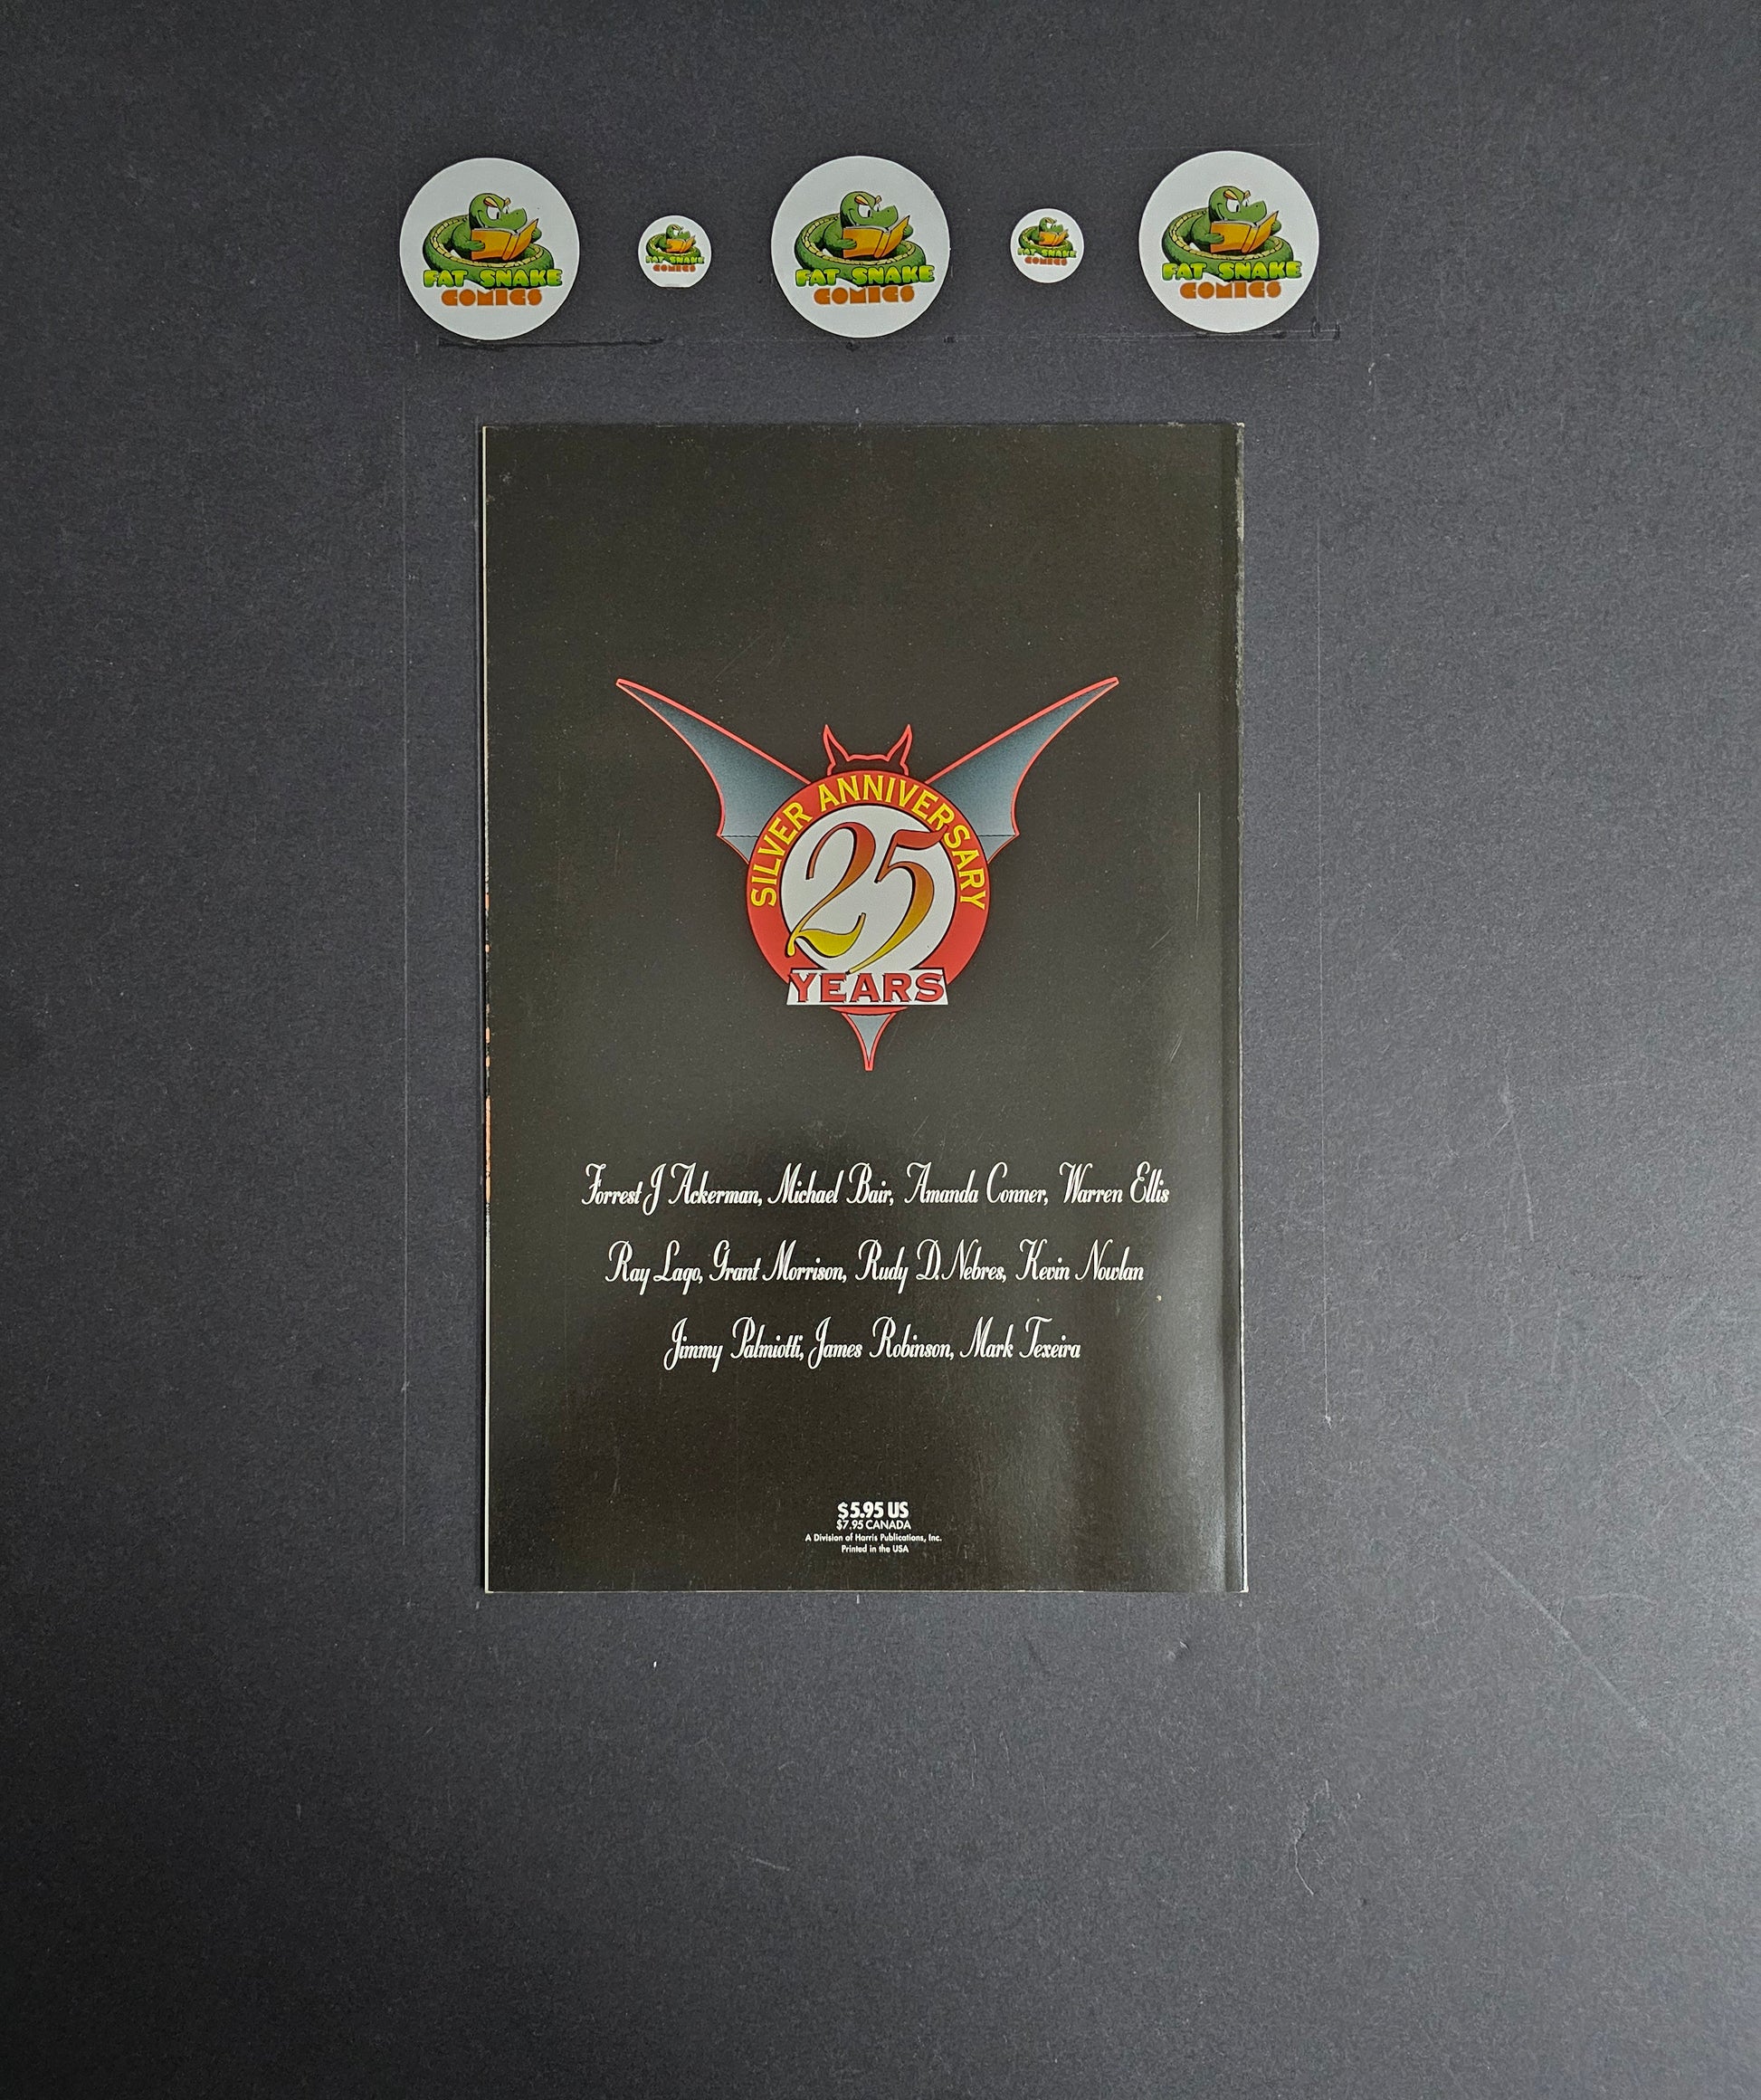 FAT SNAKE
COMICS
FAT SNAKE
COMICS
FAT SNAKE
COMICS
FAT SNAKE
COMICS
FAT SNAKE
COMICS
SILVER ANNIVERSARY
25
YEARS
Forrest J Ackerman, Michael Bair, Amanda Conner, Warren Ellis
Ray Lago, Grant Morrison, Rudy D. Nebres, Kevin Nowlan
Jimmy Palmiotti, James Robinson, Mark Texeira
$5.95 US
$7.95 CANADA
A Division of Harris Publications, Inc.
Printed in the USA